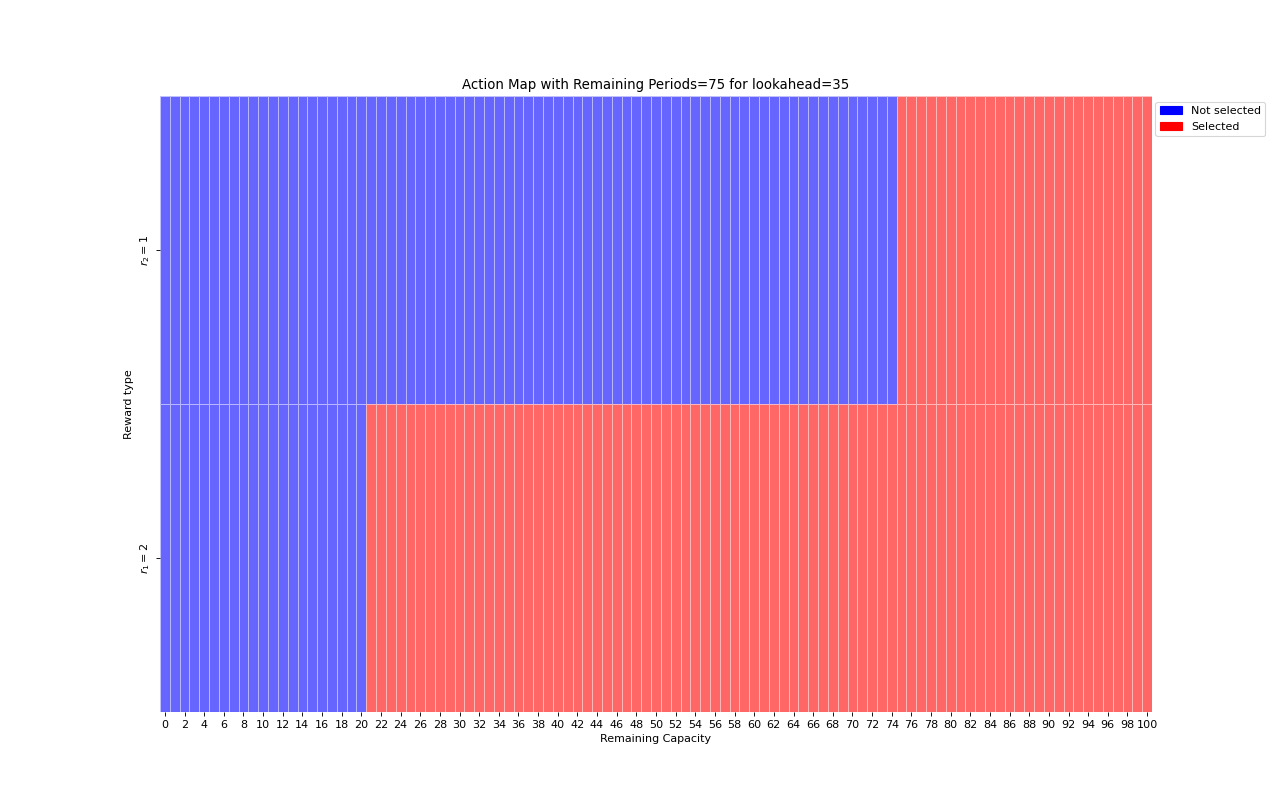 Action Map with Remaining Periods=75 for lookahead=35
Not selected
Selected
Reward type
r₂ = 1
r₁ = 2
0 2 4 6 8 10 12 14 16 18 20 22 24 26 28 30 32 34 36 38 40 42 44 46 48 50 52 54 56 58 60 62 64 66 68 70 72 74 76 78 80 82 84 86 88 90 92 94 96 98 100
Remaining Capacity